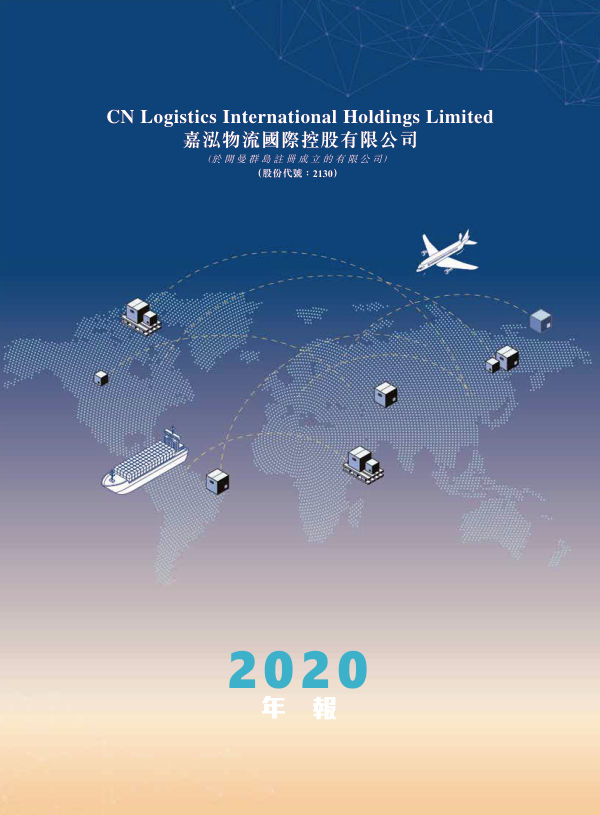 CN Logistics International Holdings Limited
嘉泓物流國際控股有限公司
(於開曼群島註冊成立的有限公司)
(股份代號：2130)
2020
年 報